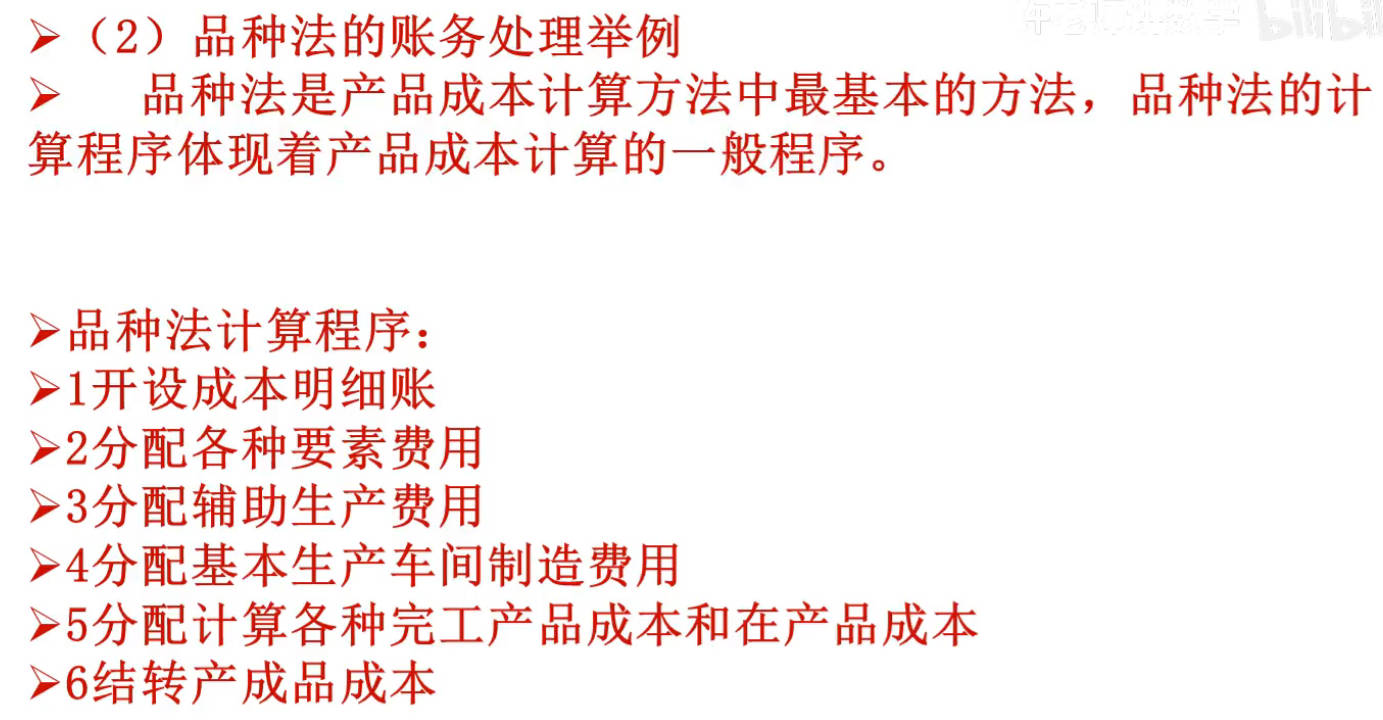 ➢（2）品种法的账务处理举例
➢ 品种法是产品成本计算方法中最基本的方法，品种法的计
算程序体现着产品成本计算的一般程序。
➢品种法计算程序：
➢1开设成本明细账
➢2分配各种要素费用
➢3分配辅助生产费用
➢4分配基本生产车间制造费用
➢5分配计算各种完工产品成本和在产品成本
➢6结转产成品成本